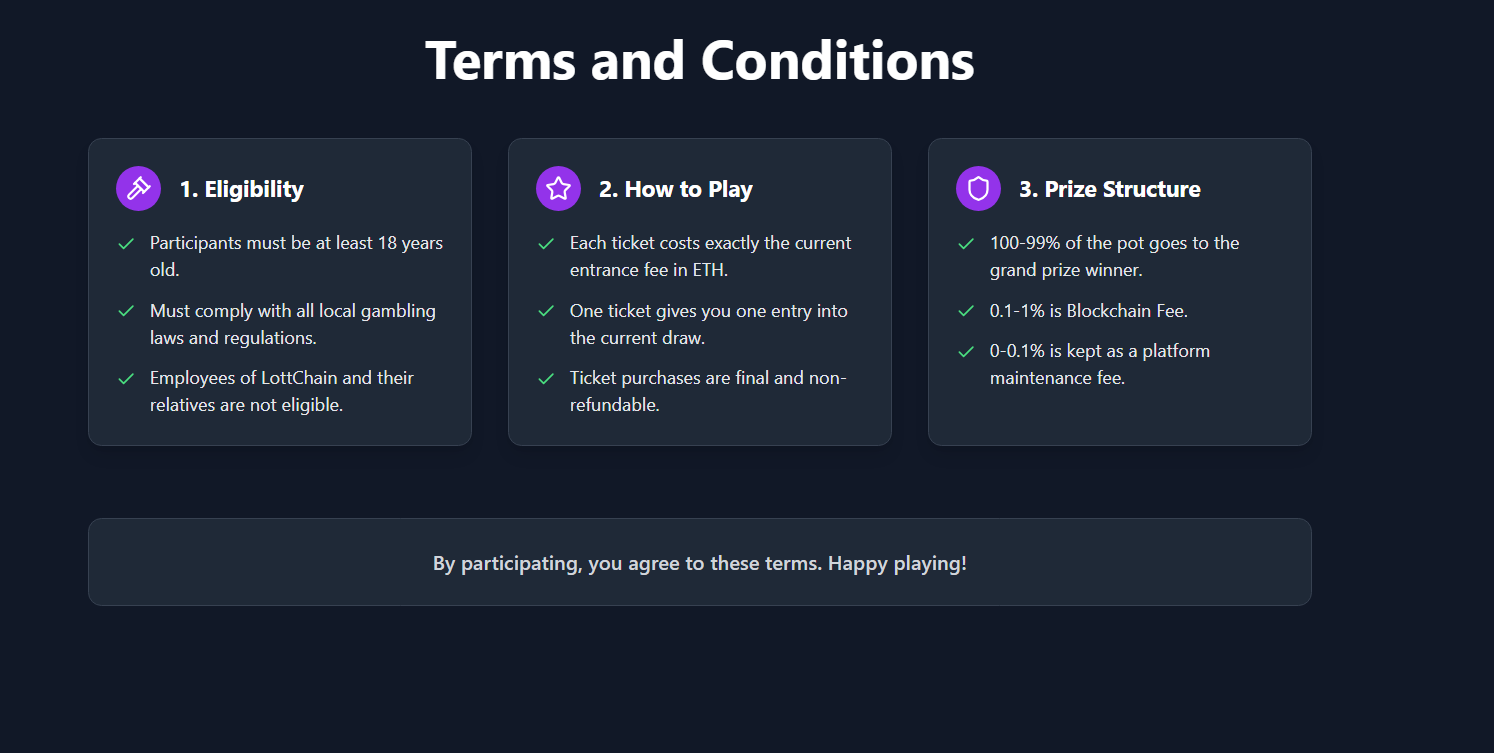 Terms and Conditions
1. Eligibility
Participants must be at least 18 years
old.
Must comply with all local gambling
laws and regulations.
Employees of LottChain and their
relatives are not eligible.
2. How to Play
Each ticket costs exactly the current
entrance fee in ETH.
One ticket gives you one entry into
the current draw.
Ticket purchases are final and non-
refundable.
3. Prize Structure
100-99% of the pot goes to the
grand prize winner.
0.1-1% is Blockchain Fee.
0-0.1% is kept as a platform
maintenance fee.
By participating, you agree to these terms. Happy playing!